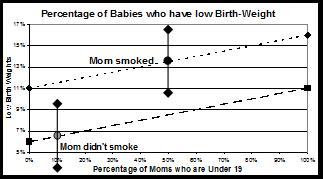 Percentage of Babies who have low Birth-Weight
17%
15%
13%
11%
9%
7%
5%
Low Birth Weights
Mom smoked
Mom didn't smoke
0% 10% 20% 30% 40% 50% 60% 70% 80% 90% 100%
Percentage of Moms who are Under 19